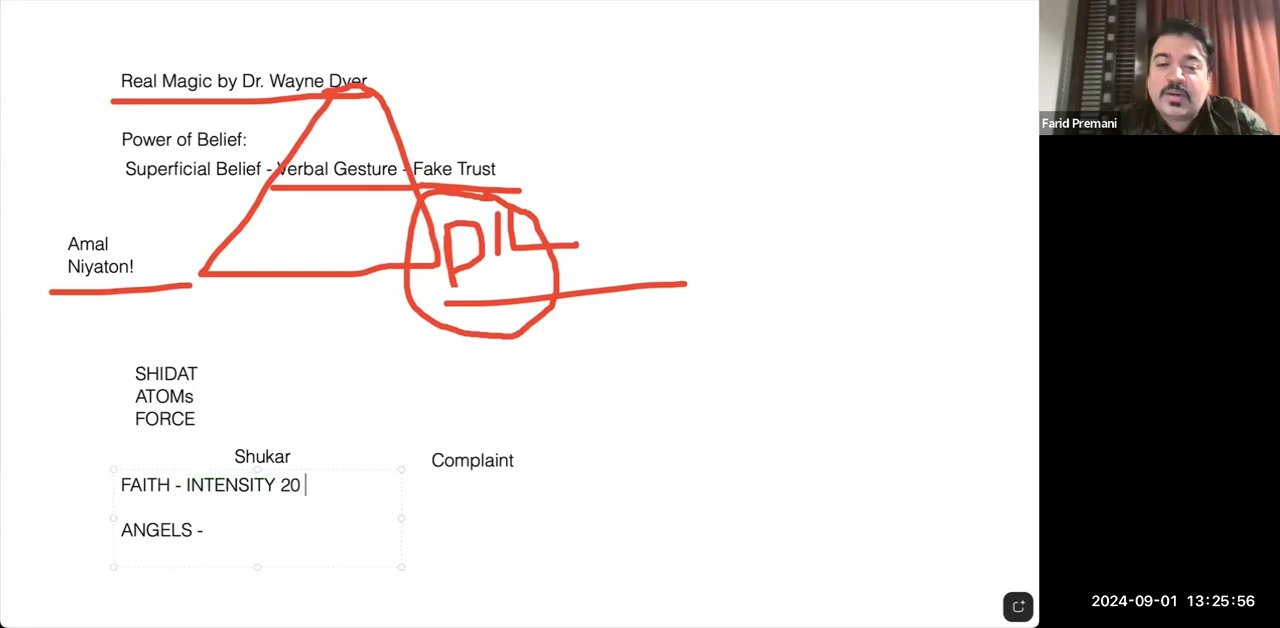 Real Magic by Dr. Wayne Dyer
Power of Belief:
Superficial Belief - Verbal Gesture - Fake Trust
Amal
Niyaton!
PIL
SHIDAT
ATOMs
FORCE
Shukar
Complaint
FAITH - INTENSITY 20
ANGELS -
Farid Premani
2024-09-01 13:25:56